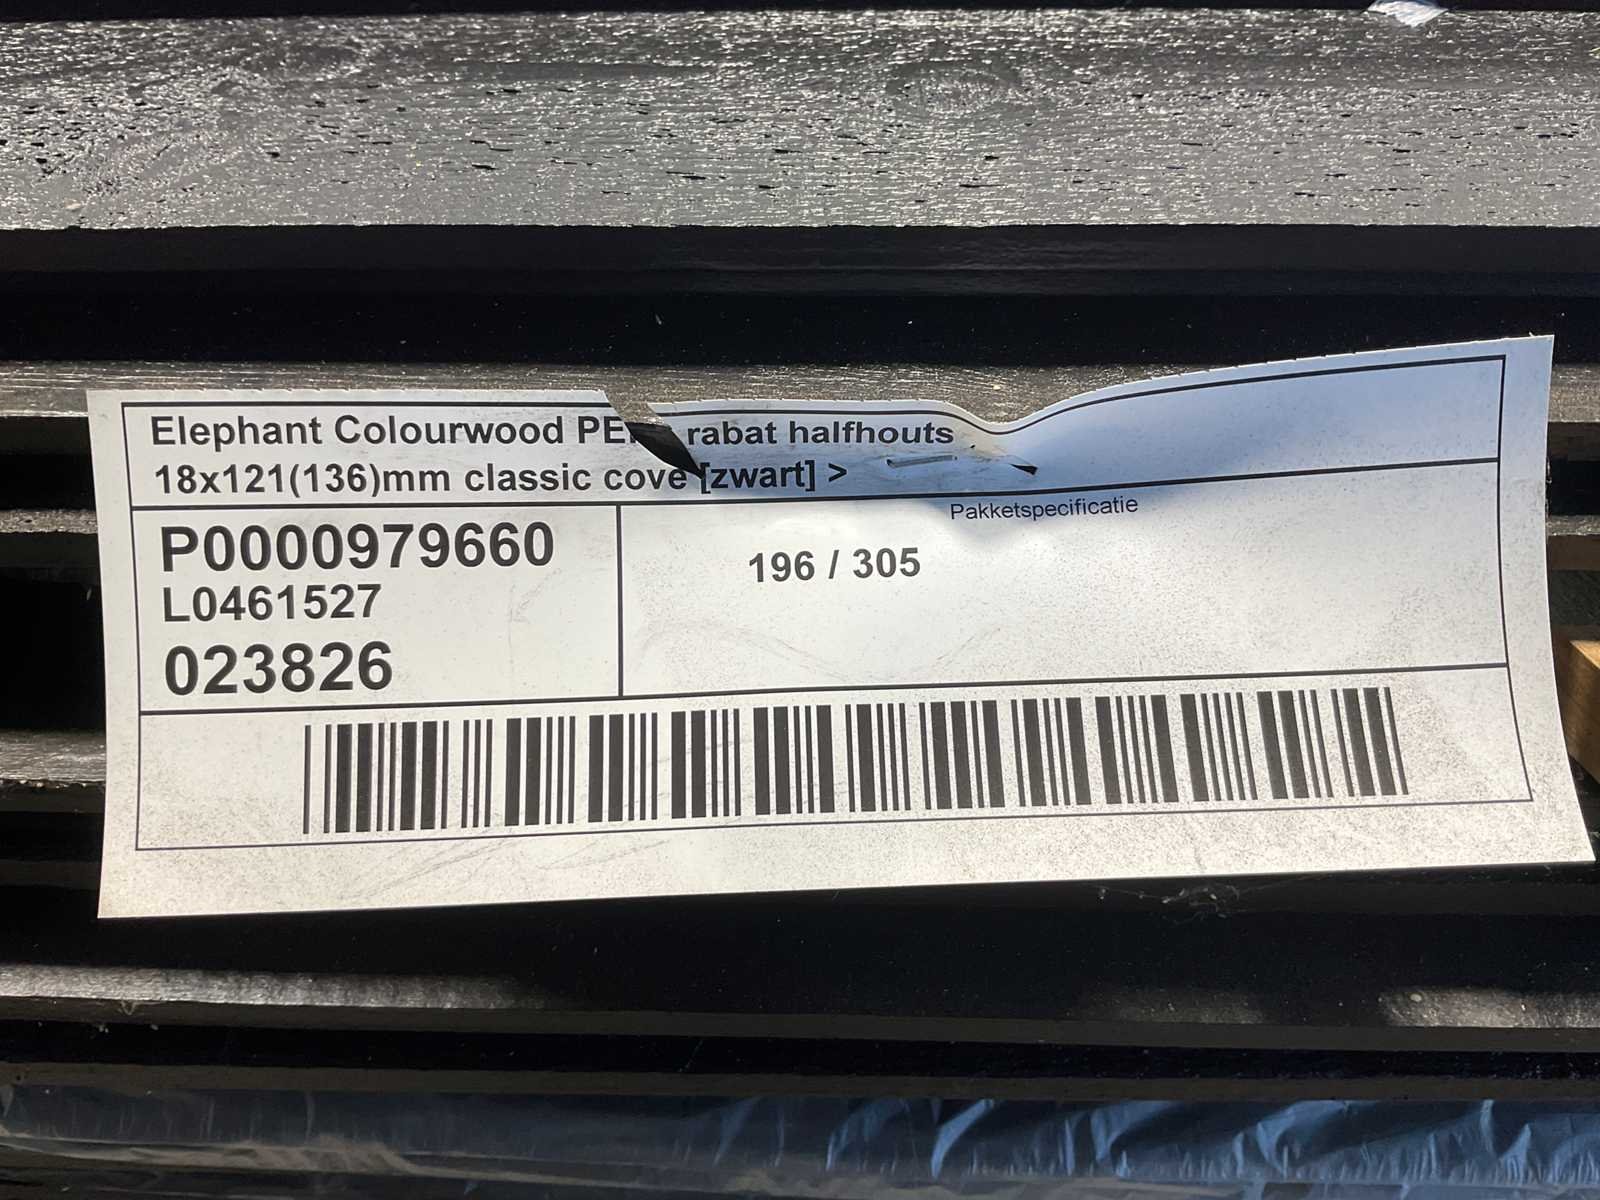 Elephant Colourwood rabat halfhouts
18x121(136)mm classic cove [zwart] >
P0000979660
L0461527
023826
Pakketspecificatie
196 / 305